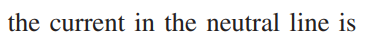 the current in the neutral line is